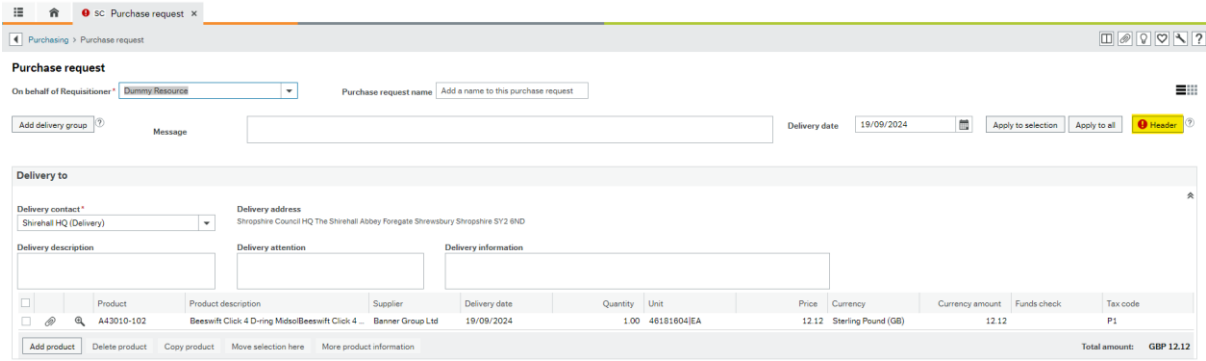 SC Purchase request ×
Purchasing > Purchase request
?
Purchase request
On behalf of Requisitioner* Dummy Resource Purchase request name Add a name to this purchase request
Add delivery group ? Message Delivery date 19/09/2024 Apply to selection Apply to all Header ?
Delivery to
Delivery contact* Delivery address
Shirehall HQ (Delivery) Shropshire Council HQ The Shirehall Abbey Foregate Shrewsbury Shropshire SY2 6ND
Delivery description Delivery attention Delivery information
Product Product description Supplier Delivery date Quantity Unit Price Currency Currency amount Funds check Tax code
A43010-102 Beeswift Click 4 D-ring MidsolBeeswift Click 4 ... Banner Group Ltd 19/09/2024 1.00 46181604|EA 12.12 Sterling Pound (GB) 12.12 P1
Add product Delete product Copy product Move selection here More product information Total amount: GBP 12.12